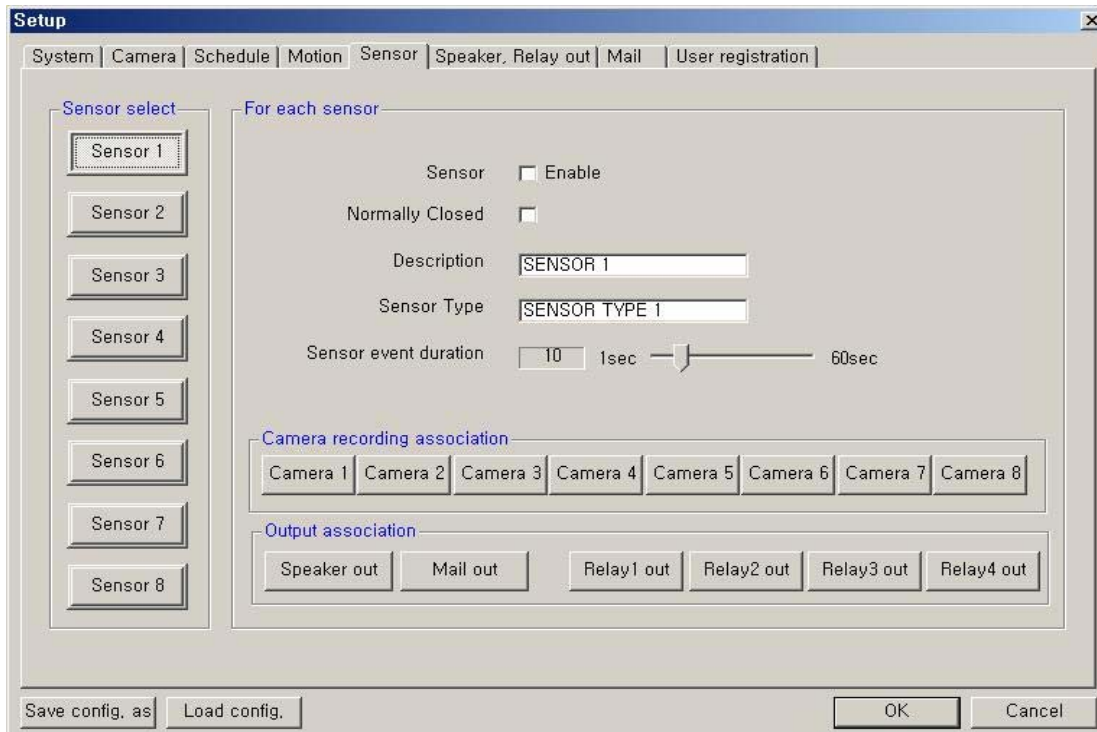 Setup
System Camera Schedule Motion Sensor Speaker, Relay out Mail User registration
Sensor select
Sensor 1
Sensor 2
Sensor 3
Sensor 4
Sensor 5
Sensor 6
Sensor 7
Sensor 8
For each sensor
Sensor Enable
Normally Closed
Description SENSOR 1
Sensor Type SENSOR TYPE 1
Sensor event duration 10 1sec 60sec
Camera recording association
Camera 1 Camera 2 Camera 3 Camera 4 Camera 5 Camera 6 Camera 7 Camera 8
Output association
Speaker out Mail out Relay1 out Relay2 out Relay3 out Relay4 out
Save config, as Load config, OK Cancel